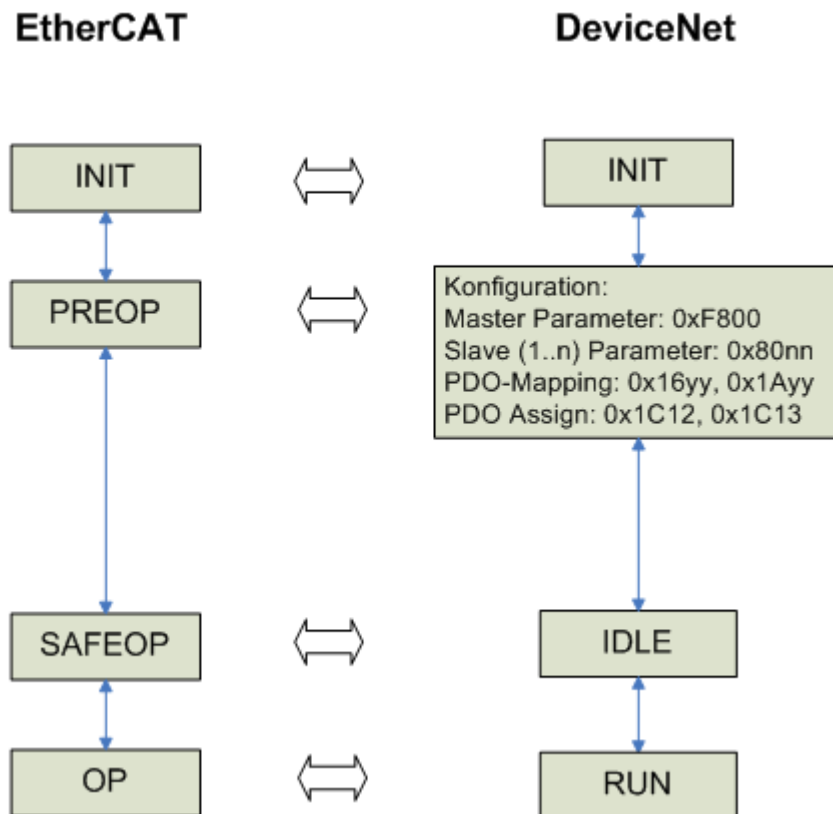 EtherCAT
DeviceNet
INIT
INIT
PREOP
Konfiguration:
Master Parameter: 0xF800
Slave (1..n) Parameter: 0x80nn
PDO-Mapping: 0x16yy, 0x1Ayy
PDO Assign: 0x1C12, 0x1C13
SAFEOP
IDLE
OP
RUN